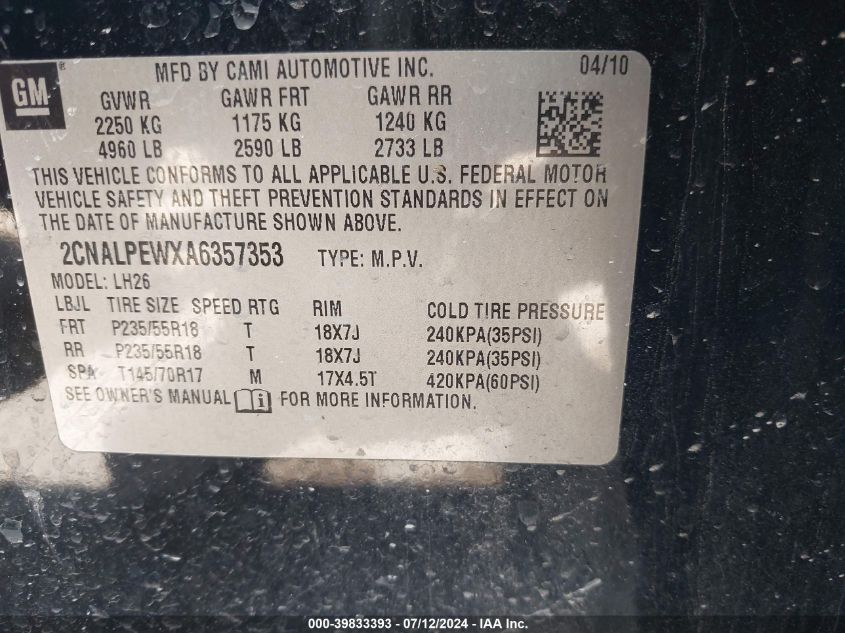 GM ®
MFD BY CAMI AUTOMOTIVE INC. 04/10
GVWR GAWR FRT GAWR RR
2250 KG 1175 KG 1240 KG
4960 LB 2590 LB 2733 LB
THIS VEHICLE CONFORMS TO ALL APPLICABLE U.S. FEDERAL MOTOR
VEHICLE SAFETY AND THEFT PREVENTION STANDARDS IN EFFECT ON
THE DATE OF MANUFACTURE SHOWN ABOVE.
2CNALPEWXA6357353 TYPE: M.P.V.
MODEL: LH26
LBJL TIRE SIZE SPEED RTG RIM COLD TIRE PRESSURE
FRT P235/55R18 T 18X7J 240KPA(35PSI)
RR P235/55R18 T 18X7J 240KPA(35PSI)
SPA T145/70R17 M 17X4.5T 420KPA(60PSI)
SEE OWNER'S MANUAL i FOR MORE INFORMATION.
000-39833393 - 07/12/2024 - IAA Inc.